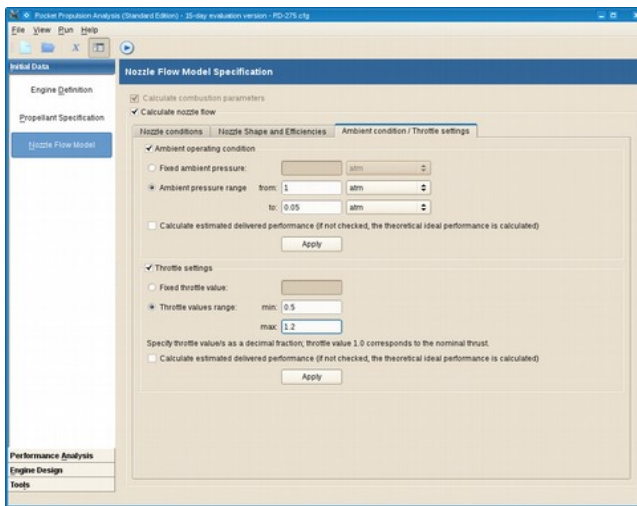 Rocket Propulsion Analysis (Standard Edition) - 15-day evaluation version - RD-275.cfg
File View Run Help
Initial Data
Engine Definition
Propellant Specification
Nozzle Flow Model
Performance Analysis
Engine Design
Tools
Nozzle Flow Model Specification
Calculate combustion parameters
Calculate nozzle flow
Nozzle conditions Nozzle Shape and Efficiencies Ambient condition / Throttle settings
Ambient operating condition
Fixed ambient pressure: atm
Ambient pressure range from: 1 atm
to: 0.05 atm
Calculate estimated delivered performance (if not checked, the theoretical ideal performance is calculated)
Apply
Throttle settings
Fixed throttle value:
Throttle values range: min: 0.5
max: 1.2
Specify throttle value/s as a decimal fraction; throttle value 1.0 corresponds to the nominal thrust.
Calculate estimated delivered performance (if not checked, the theoretical ideal performance is calculated)
Apply